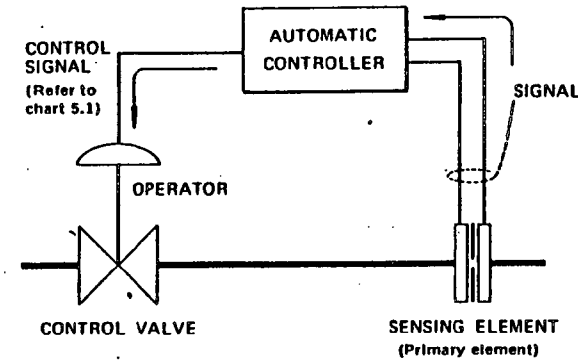 AUTOMATIC
CONTROLLER
CONTROL
SIGNAL
(Refer to
chart 5.1)
SIGNAL
OPERATOR
CONTROL VALVE
SENSING ELEMENT
(Primary element)